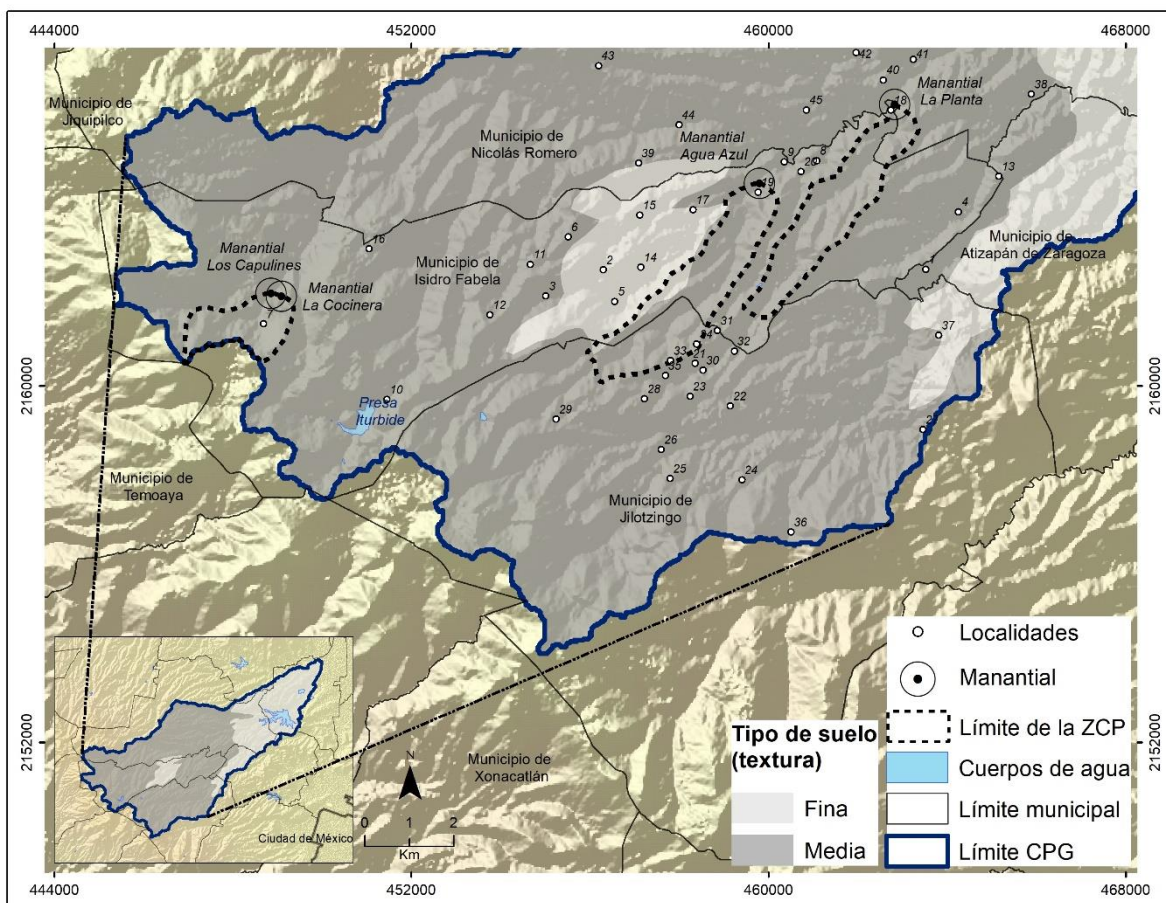 444000
452000
460000
468000
42
41
43
40
Manantial
La Planta
38
Municipio de
Jiquipilco
18
45
Municipio de
Nicolás Romero
44
Manantial
Agua Azul
39
9
8
20
13
19
15
17
4
16
6
Municipio de
Atizapán de Zaragoza
Manantial
Los Capulines
Municipio de
Isidro Fabela
11
2
14
Manantial
La Cocinera
3
5
12
7
31
37
34
32
33
21
30
35
2160000
2160000
10
Presa
Iturbide
28
23
22
29
26
Municipio de
Temoaya
25
24
Municipio de
Jilotzingo
36
Localidades
Manantial
Límite de la ZCP
Cuerpos de agua
Límite municipal
Límite CPG
Tipo de suelo
(textura)
Fina
Media
2152000
2152000
Municipio de
Xonacatlán
N
0 1 2
Km
Ciudad de México
444000
452000
460000
468000